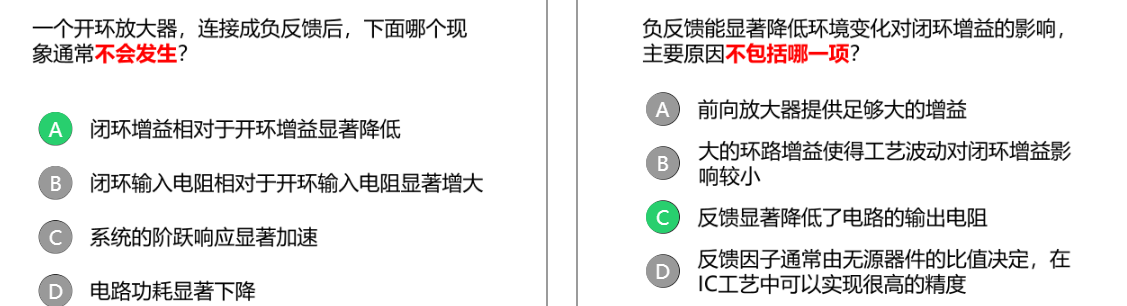 一个开环放大器，连接成负反馈后，下面哪个现
象通常不会发生？
A 闭环增益相对于开环增益显著降低
B 闭环输入电阻相对于开环输入电阻显著增大
C 系统的阶跃响应显著加速
D 电路功耗显著下降
负反馈能显著降低环境变化对闭环增益的影响，
主要原因不包括哪一项？
A 前向放大器提供足够大的增益
B 大的环路增益使得工艺波动对闭环增益影
响较小
C 反馈显著降低了电路的输出电阻
D 反馈因子通常由无源器件的比值决定，在
IC工艺中可以实现很高的精度